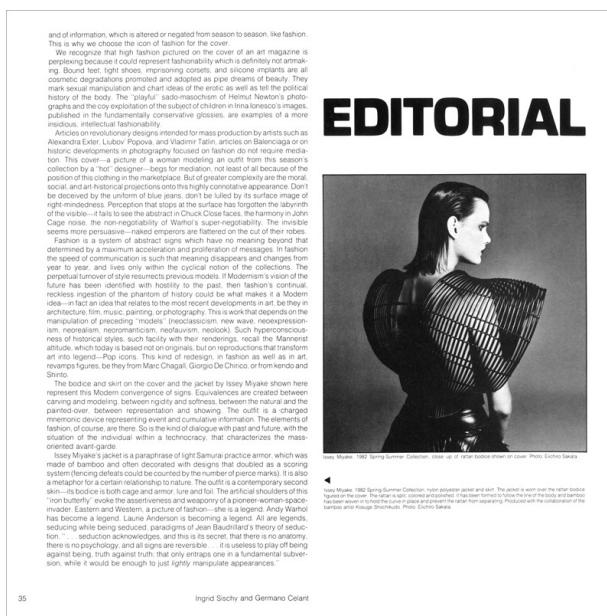 and of information, which is altered or negated from season to season, like fashion.
This is why we choose the icon of fashion for the cover.
We recognize that high fashion pictured on the cover of an art magazine is
perplexing because it could represent fashionability which is definitely not artmak-
ing. Bound feet, tight shoes, imprisoning corsets, and silicone implants are all
cosmetic degradations promoted and adopted as pipe dreams of beauty. They
mark sexual manipulation and chart ideas of the erotic as well as tell the political
history of the body. The "playful" sado-masochism of Helmut Newton's photo-
graphs and the coy exploitation of the subject of children in Irina Ionesco's images,
published in the fundamentally conservative glossies, are examples of a more
insidious, intellectual fashionability.
Articles on revolutionary designs intended for mass production by artists such as
Alexandra Exter, Liubov' Popova, and Vladimir Tatlin, articles on Balenciaga or on
historic developments in photography focused on fashion do not require media-
tion. This cover—a picture of a woman modeling an outfit from this season's
collection by a "hot" designer—begs for mediation, not least of all because of the
position of this clothing in the marketplace. But of greater complexity are the moral,
social, and art-historical projections onto this highly connotative appearance. Don't
be deceived by the uniform of blue jeans, don't be lulled by its surface image of
right-mindedness. Perception that stops at the surface has forgotten the labyrinth
of the visible—it fails to see the abstract in Chuck Close faces, the harmony in John
Cage noise, the non-negotiability of Warhol's super-negotiability. The invisible
seems more persuasive—naked emperors are flattered on the cut of their robes.
Fashion is a system of abstract signs which have no meaning beyond that
determined by a maximum acceleration and proliferation of messages. In fashion
the speed of communication is such that meaning disappears and changes from
year to year, and lives only within the cyclical notion of the collections. The
perpetual turnover of style resurrects previous models. If Modernism's vision of the
future has been identified with hostility to the past, then fashion's continual,
reckless ingestion of the phantom of history could be what makes it a Modern
idea—in fact an idea that relates to the most recent developments in art, be they in
architecture, film, music, painting, or photography. This is work that depends on the
manipulation of preceding "models" (neoclassicism, new wave, neoexpression-
ism, neorealism, neoromanticism, neofauvism, neolook). Such hyperconscious-
ness of historical styles, such facility with their renderings, recall the Mannerist
attitude, which today is based not on originals, but on reproductions that transform
art into legend—Pop icons. This kind of redesign, in fashion as well as in art,
revamps figures, be they from Marc Chagall, Giorgio De Chirico, or from kendo and
Shinto.
The bodice and skirt on the cover and the jacket by Issey Miyake shown here
represent this Modern convergence of signs. Equivalences are created between
carving and modeling, between rigidity and softness, between the natural and the
painted-over, between representation and showing. The outfit is a charged
mnemonic device representing event and cumulative information. The elements of
fashion, of course, are there. So is the kind of dialogue with past and future, with the
situation of the individual within a technocracy, that characterizes the mass-
oriented avant-garde.
Issey Miyake's jacket is a paraphrase of light Samurai practice armor, which was
made of bamboo and often decorated with designs that doubled as a scoring
system (fencing defeats could be counted by the number of pierced marks). It is also
a metaphor for a certain relationship to nature. The outfit is a contemporary second
skin—its bodice is both cage and armor, lure and foil. The artificial shoulders of this
"iron butterfly" evoke the assertiveness and weaponry of a pioneer-woman-space-
invader. Eastern and Western, a picture of fashion—she is a legend. Andy Warhol
has become a legend. Laurie Anderson is becoming a legend. All are legends,
seducing while being seduced, paradigms of Jean Baudrillard's theory of seduc-
tion. ". . . seduction acknowledges, and this is its secret, that there is no anatomy,
there is no psychology, and all signs are reversible . . . it is useless to play off being
against being, truth against truth; that only entraps one in a fundamental subver-
sion, while it would be enough to just lightly manipulate appearances."
EDITORIAL
Issey Miyake, 1982 Spring-Summer Collection, close up of rattan bodice shown on cover. Photo: Eiichiro Sakata
Issey Miyake, 1982 Spring-Summer Collection, nylon polyester jacket and skirt. The jacket is worn over the rattan bodice
figured on the cover. The rattan is split, colored and polished. It has been formed to follow the line of the body and bamboo
has been woven in to hold the curve in place and prevent the rattan from separating. Produced with the collaboration of the
bamboo artist Kosuge Shochikudo. Photo: Eiichiro Sakata.
35
Ingrid Sischy and Germano Celant